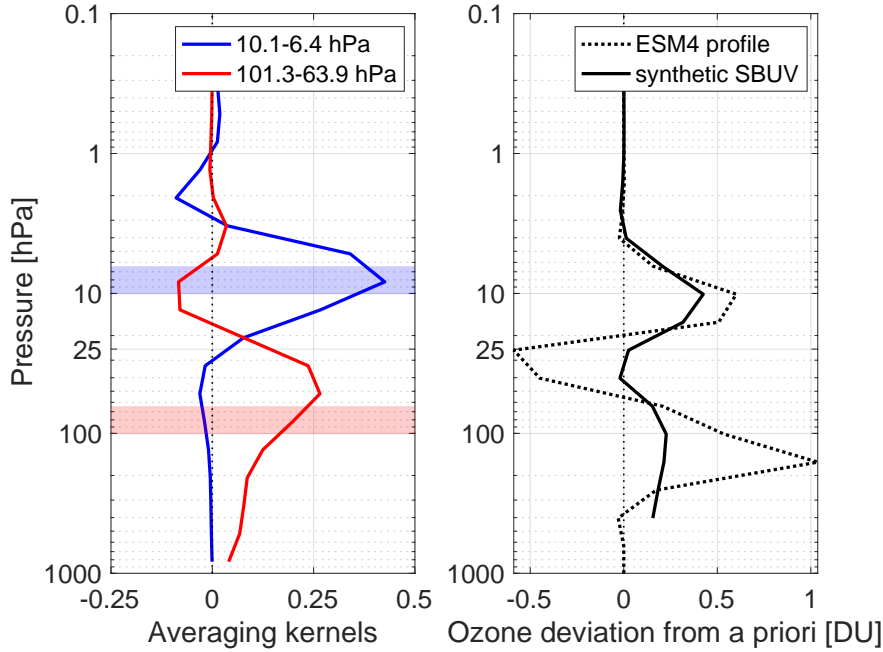 0.1
1
10
25
100
1000
Pressure [hPa]
10.1-6.4 hPa
101.3-63.9 hPa
-0.25
0
0.25
0.5
Averaging kernels
0.1
1
10
25
100
1000
ESM4 profile
synthetic SBUV
-0.5
0
0.5
1
Ozone deviation from a priori [DU]